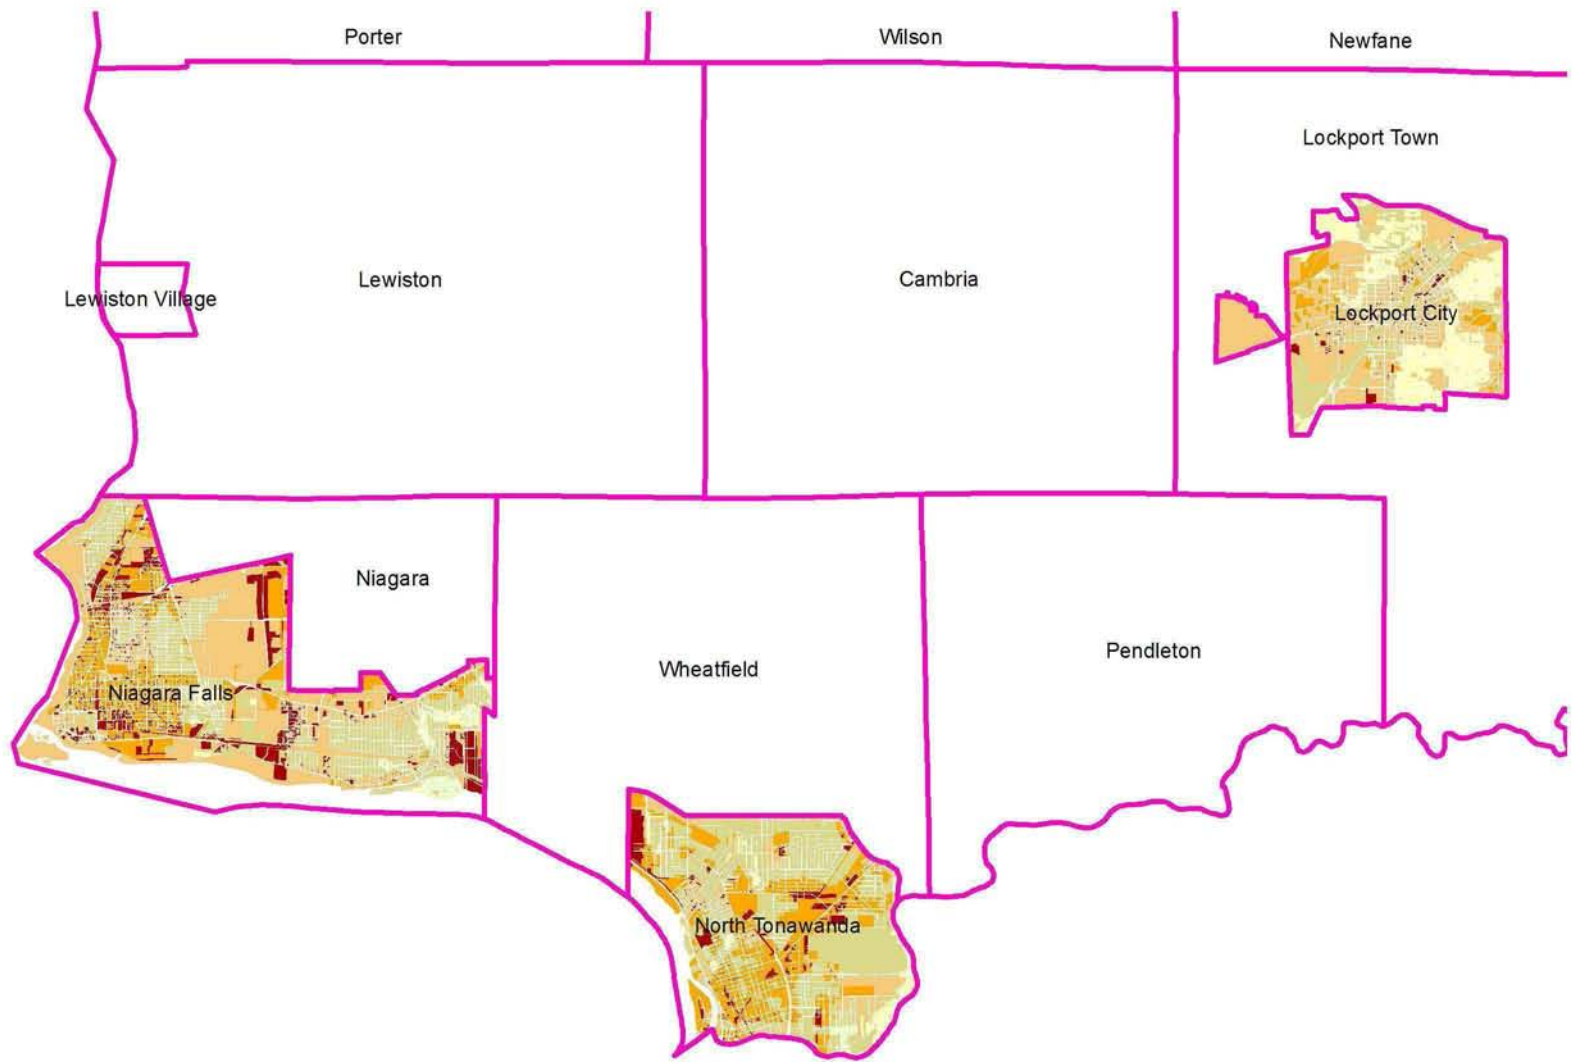 Porter
Wilson
Newfane
Lockport Town
Lewiston
Cambria
Lewiston Village
Lockport City
Niagara
Pendleton
Wheatfield
Niagara Falls
North Tonawanda